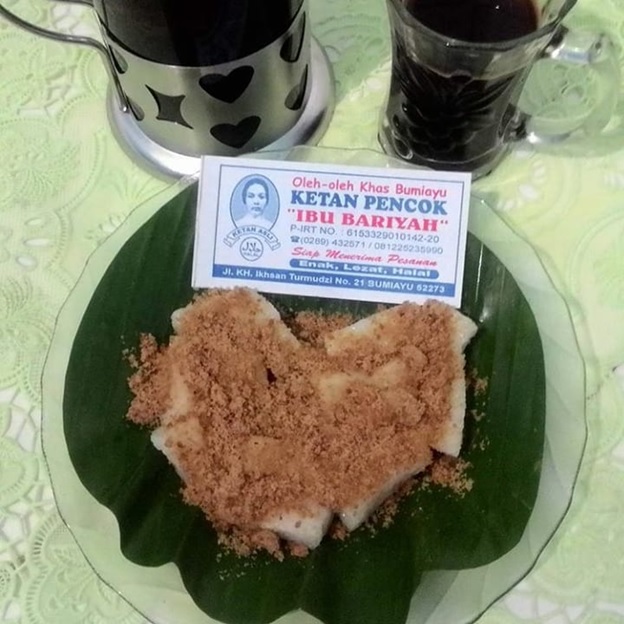 Oleh-oleh Khas Bumiayu
KETAN PENCOK
"IBU BARIYAH"
P-IRT NO. : 6153329010142-20
☎(0289) 432571 / 081226235990
Siap Menerima Pesanan
Enak, Lezat, Halal
Jl. KH. Ikhsan Turmudzi No. 21 BUMIAYU 52273
KETAN ASLI